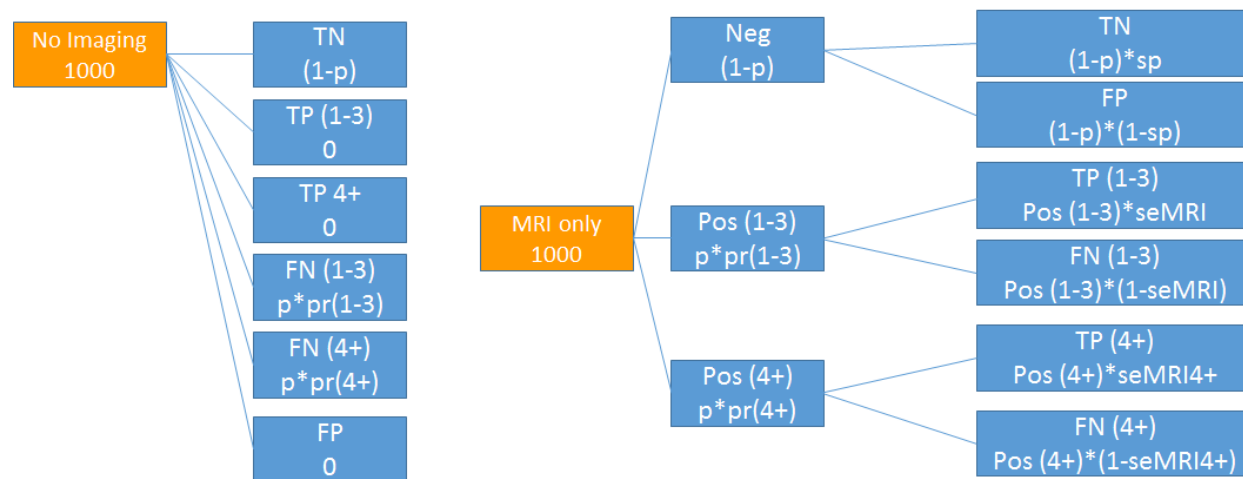 No Imaging
1000
TN
(1-p)
TP (1-3)
0
TP 4+
0
FN (1-3)
p*pr(1-3)
FN (4+)
p*pr(4+)
FP
0
MRI only
1000
Neg
(1-p)
Pos (1-3)
p*pr(1-3)
Pos (4+)
p*pr(4+)
TN
(1-p)*sp
FP
(1-p)*(1-sp)
TP (1-3)
Pos (1-3)*seMRI
FN (1-3)
Pos (1-3)*(1-seMRI)
TP (4+)
Pos (4+)*seMRI4+
FN (4+)
Pos (4+)*(1-seMRI4+)